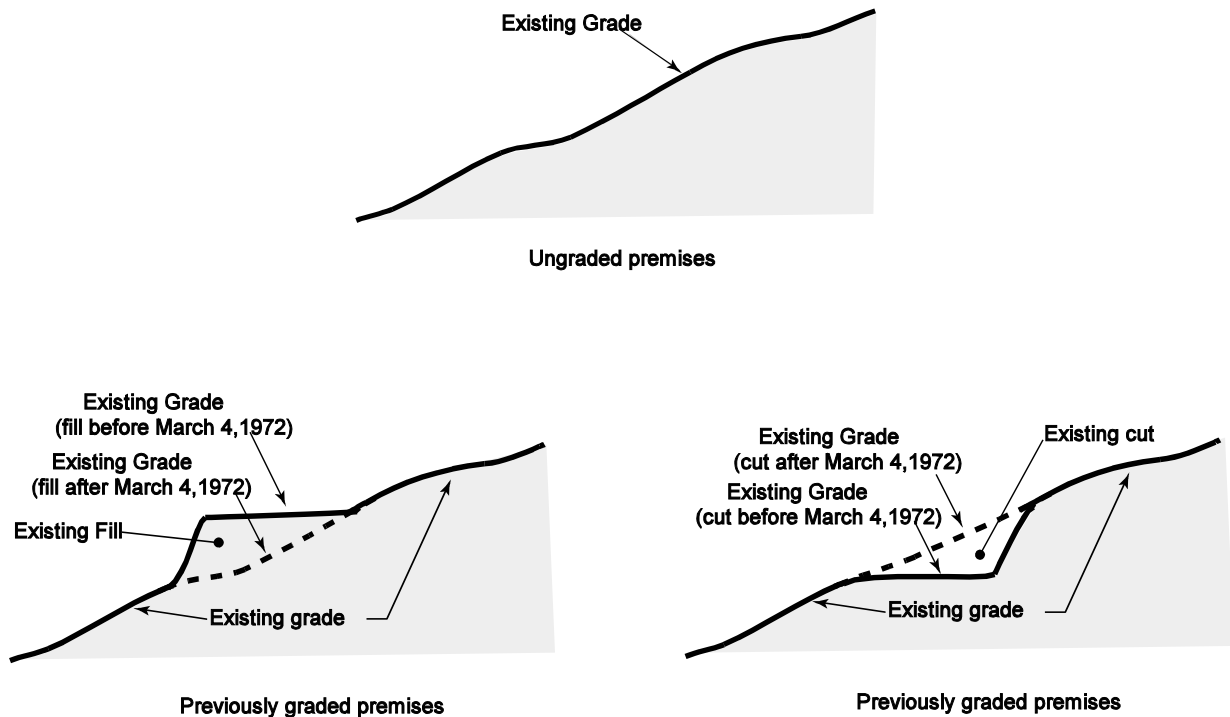 Existing Grade
Ungraded premises
Existing Grade
(fill before March 4,1972)
Existing Grade
(fill after March 4,1972)
Existing Fill
Existing grade
Previously graded premises
Existing Grade
(cut after March 4,1972)
Existing cut
Existing Grade
(cut before March 4,1972)
Existing grade
Previously graded premises